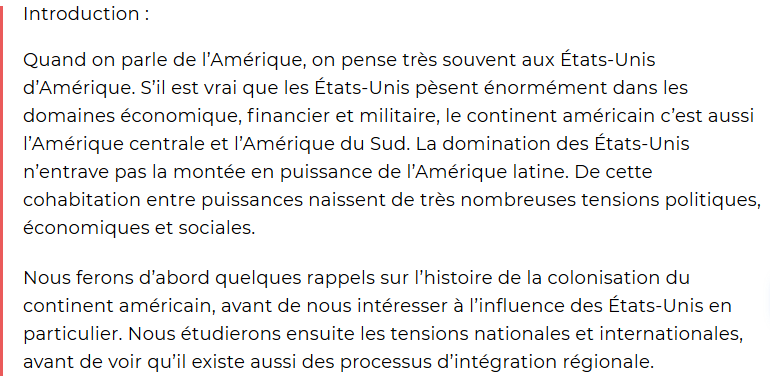 Introduction :
Quand on parle de l’Amérique, on pense très souvent aux États-Unis
d’Amérique. S’il est vrai que les États-Unis pèsent énormément dans les
domaines économique, financier et militaire, le continent américain c’est aussi
l’Amérique centrale et l’Amérique du Sud. La domination des États-Unis
n’entrave pas la montée en puissance de l’Amérique latine. De cette
cohabitation entre puissances naissent de très nombreuses tensions politiques,
économiques et sociales.
Nous ferons d’abord quelques rappels sur l’histoire de la colonisation du
continent américain, avant de nous intéresser à l’influence des États-Unis en
particulier. Nous étudierons ensuite les tensions nationales et internationales,
avant de voir qu’il existe aussi des processus d’intégration régionale.